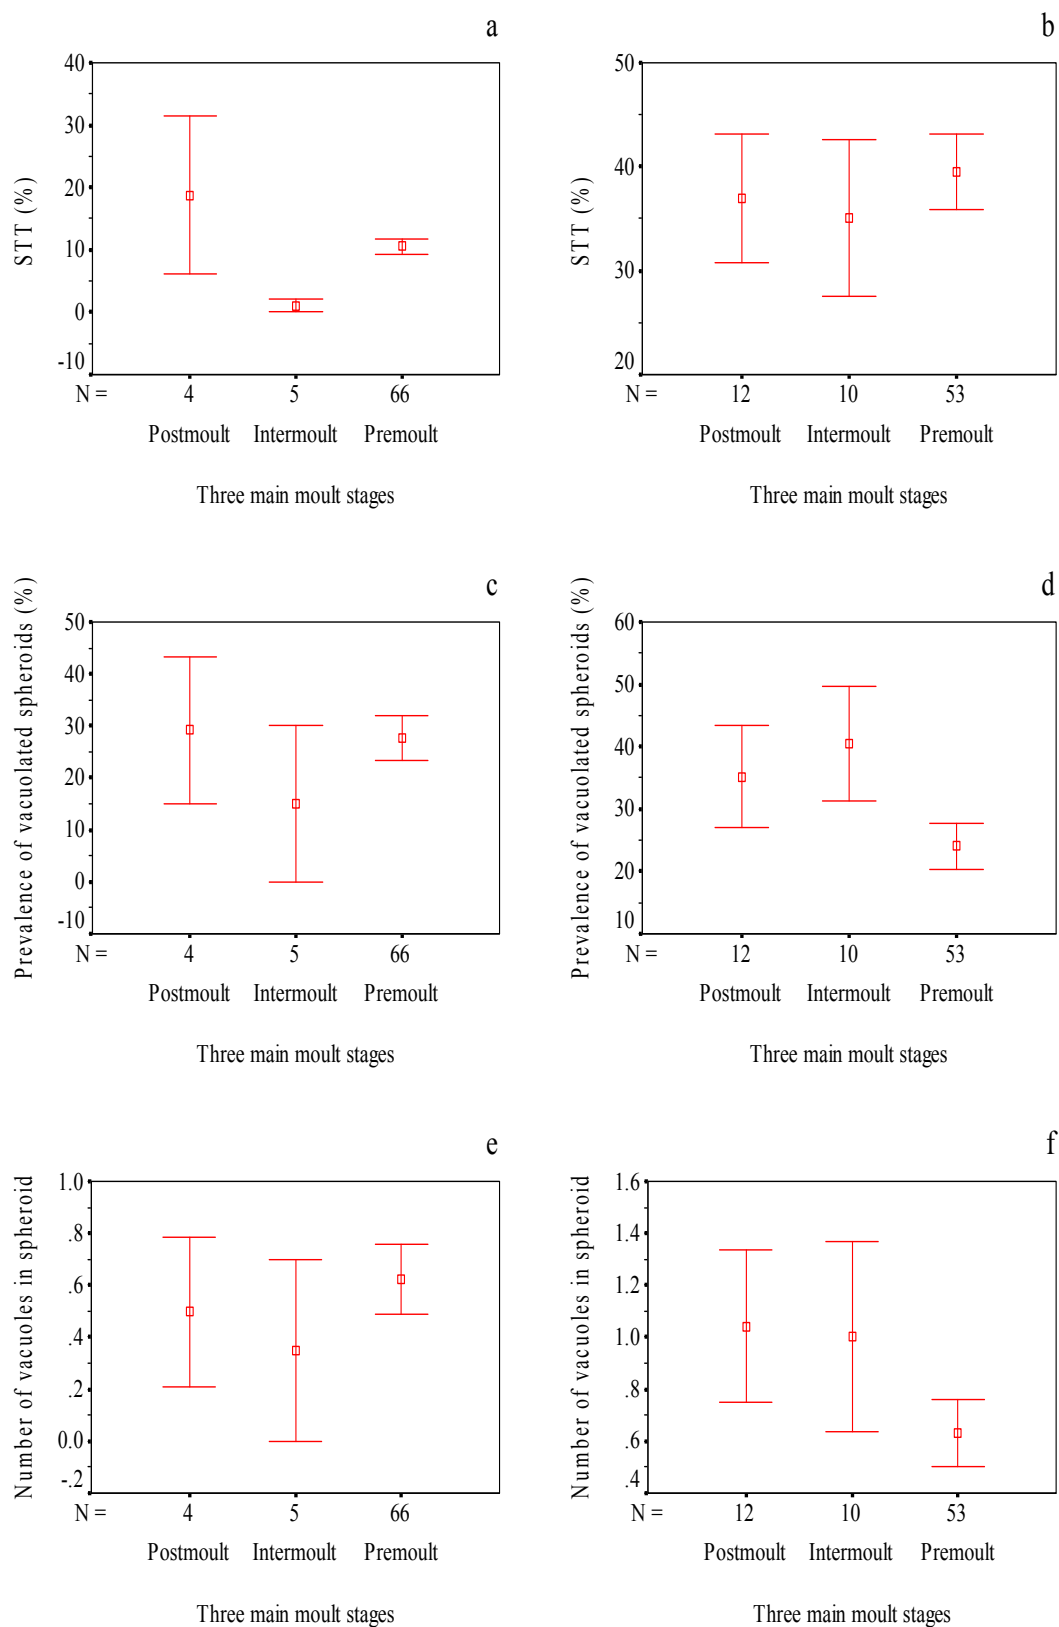 a
STT (%)
40
30
20
10
0
-10
N = 4 5 66
Postmoult Intermoult Premoult
Three main moult stages
b
STT (%)
50
40
30
20
N = 12 10 53
Postmoult Intermoult Premoult
Three main moult stages
c
Prevalence of vacuolated spheroids (%)
50
40
30
20
10
0
-10
N = 4 5 66
Postmoult Intermoult Premoult
Three main moult stages
d
Prevalence of vacuolated spheroids (%)
60
50
40
30
20
10
N = 12 10 53
Postmoult Intermoult Premoult
Three main moult stages
e
Number of vacuoles in spheroid
1.0
.8
.6
.4
.2
0.0
-.2
N = 4 5 66
Postmoult Intermoult Premoult
Three main moult stages
f
Number of vacuoles in spheroid
1.6
1.4
1.2
1.0
.8
.6
.4
N = 12 10 53
Postmoult Intermoult Premoult
Three main moult stages